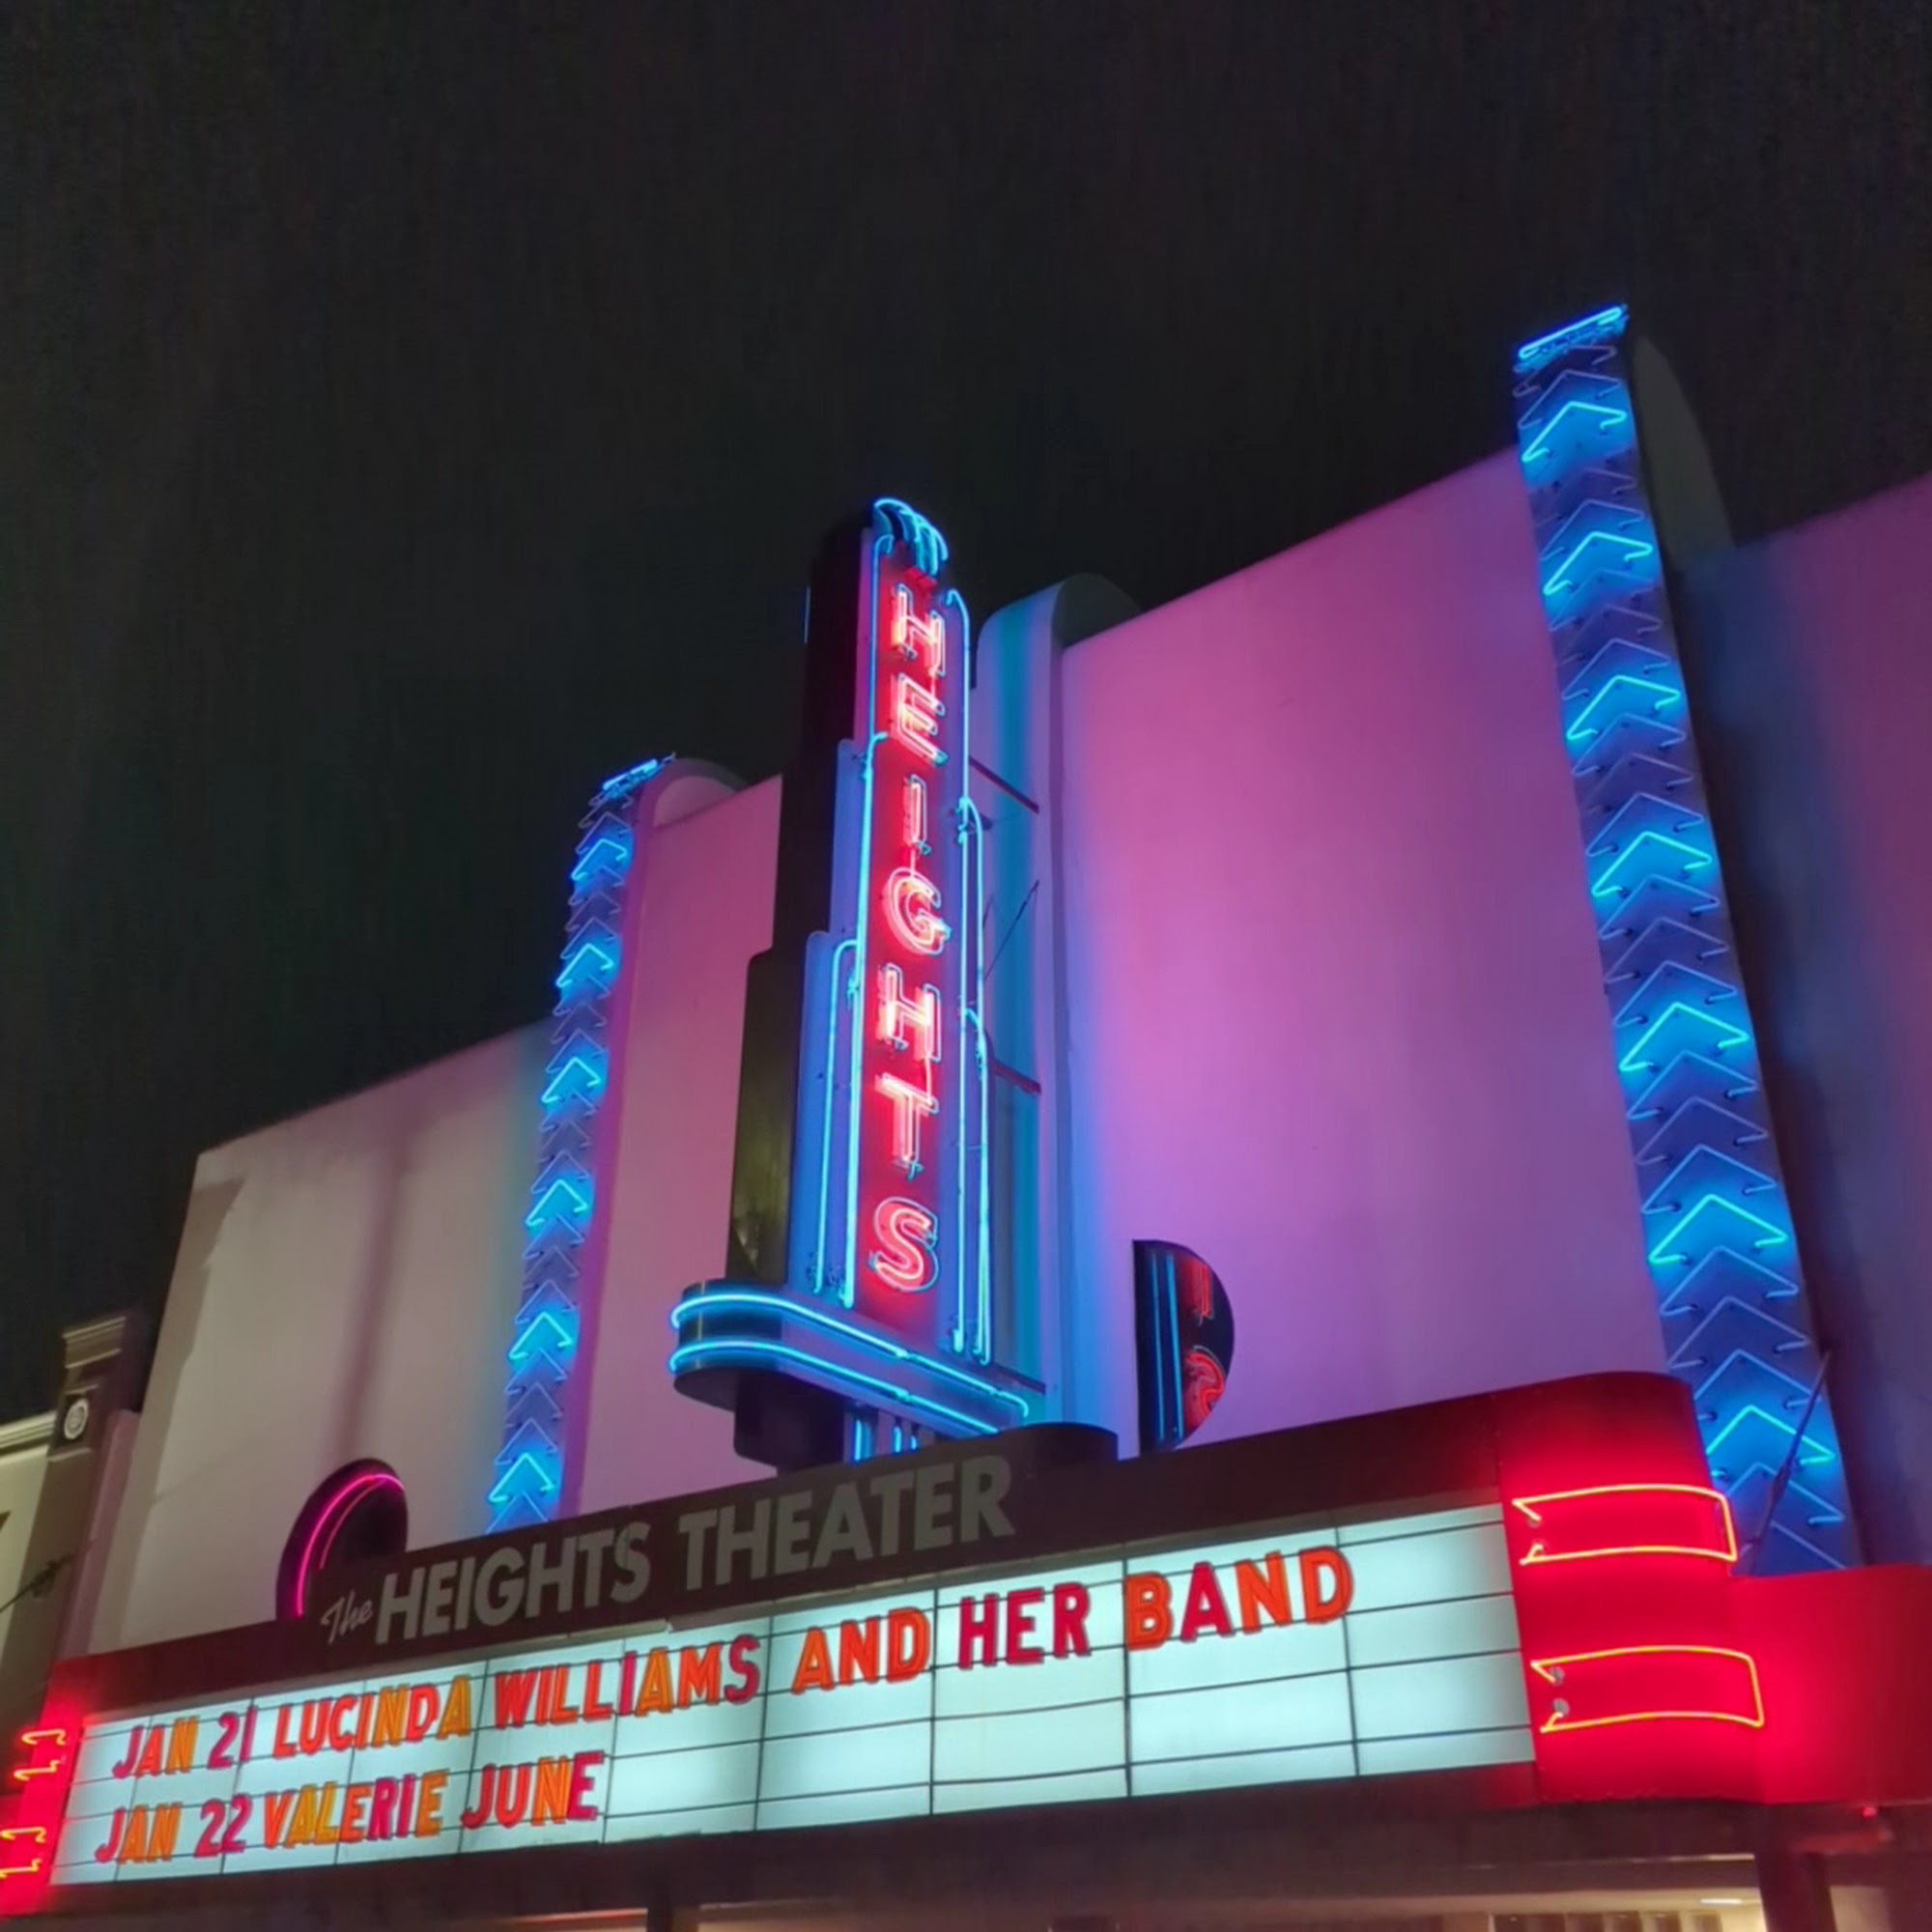 HEIGHTS
The HEIGHTS THEATER
JAN 21 LUCINDA WILLIAMS AND HER BAND
JAN 22 VALERIE JUNE